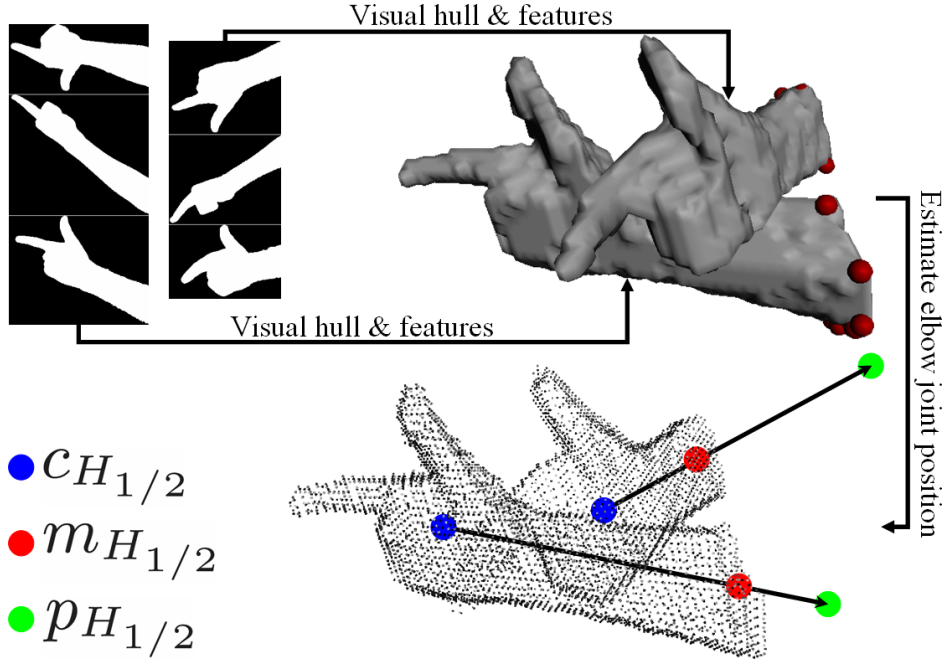 Visual hull & features
Visual hull & features
Estimate elbow joint position
c_{H_{1/2}}
m_{H_{1/2}}
p_{H_{1/2}}